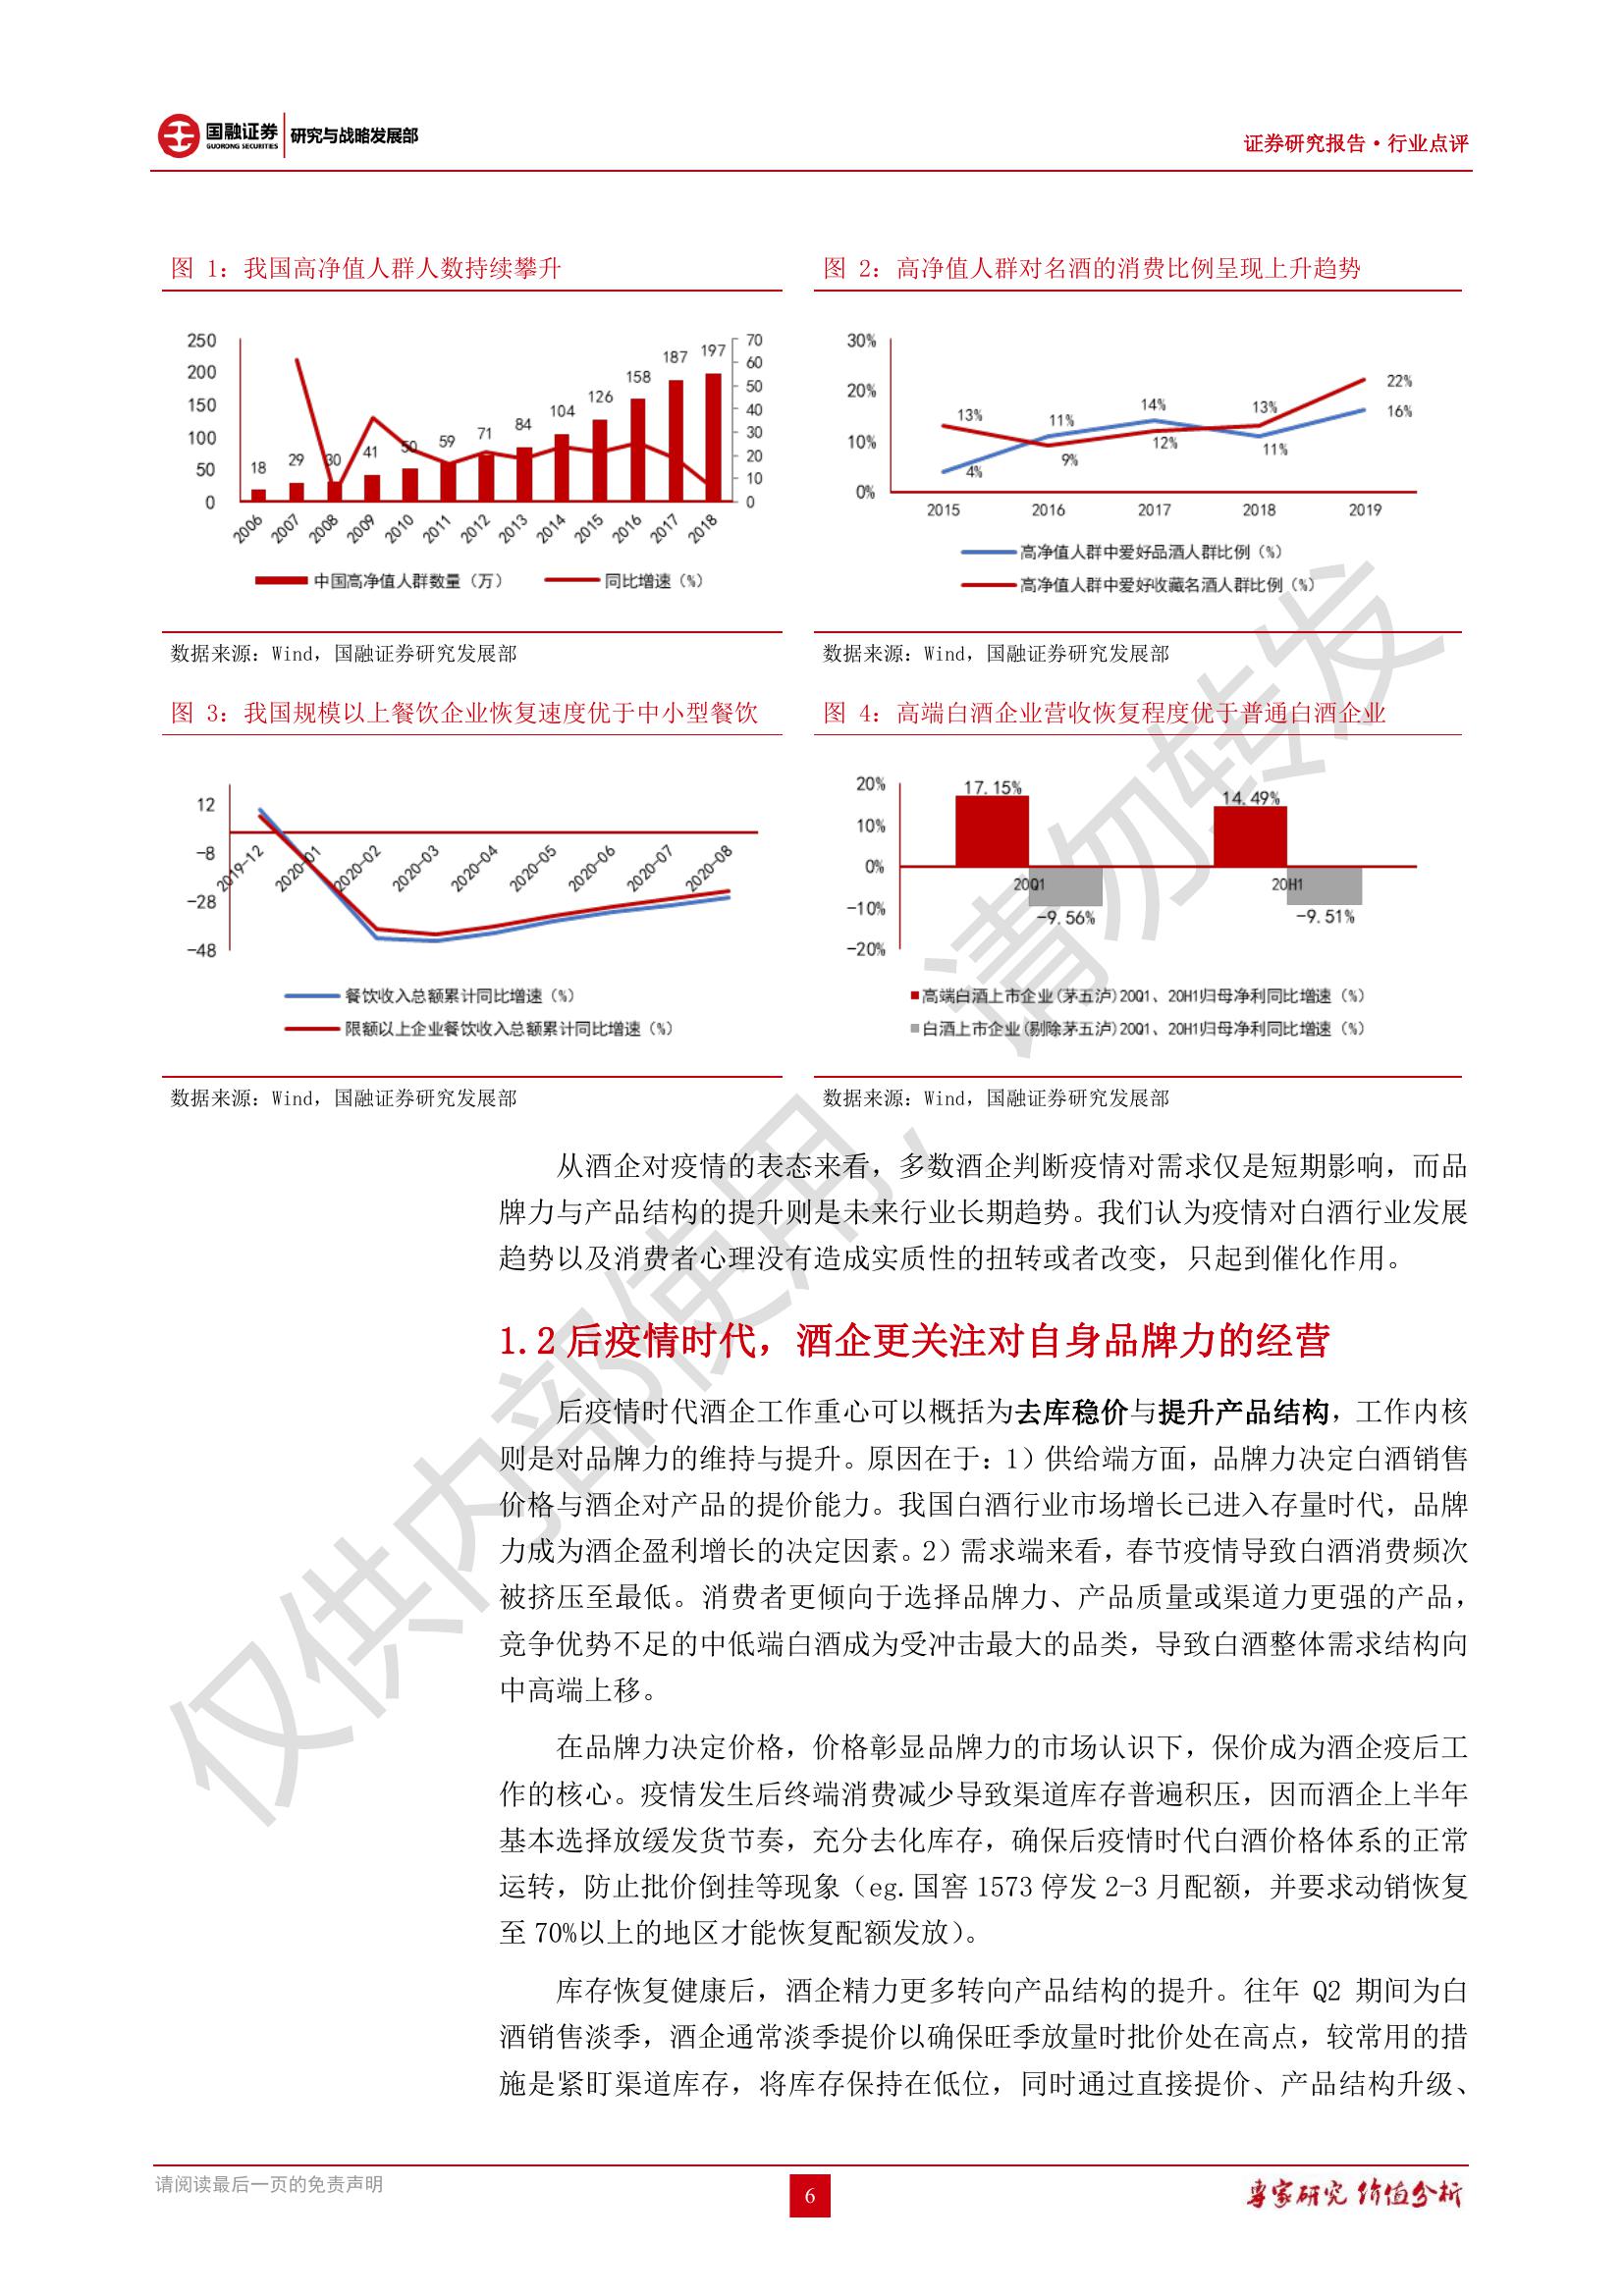 国融证券
GUORONG SECURITIES
研究与战略发展部
证券研究报告·行业点评
图 1：我国高净值人群人数持续攀升
250
200
150
100
50
0
70
60
50
40
30
20
10
0
18
29
30
41
50
59
71
84
104
126
158
187
197
2006
2007
2008
2009
2010
2011
2012
2013
2014
2015
2016
2017
2018
中国高净值人群数量（万）
同比增速（%）
数据来源：Wind，国融证券研究发展部
图 2：高净值人群对名酒的消费比例呈现上升趋势
30%
20%
10%
0%
13%
4%
11%
9%
14%
12%
13%
11%
22%
16%
2015
2016
2017
2018
2019
高净值人群中爱好品酒人群比例（%）
高净值人群中爱好收藏名酒人群比例（%）
数据来源：Wind，国融证券研究发展部
图 3：我国规模以上餐饮企业恢复速度优于中小型餐饮
12
-8
-28
-48
2019-12
2020-01
2020-02
2020-03
2020-04
2020-05
2020-06
2020-07
2020-08
餐饮收入总额累计同比增速（%）
限额以上企业餐饮收入总额累计同比增速（%）
数据来源：Wind，国融证券研究发展部
图 4：高端白酒企业营收恢复程度优于普通白酒企业
20%
10%
0%
-10%
-20%
17.15%
14.49%
20Q1
20H1
-9.56%
-9.51%
高端白酒上市企业(茅五泸)20Q1、20H1归母净利同比增速（%）
白酒上市企业(剔除茅五泸)20Q1、20H1归母净利同比增速（%）
数据来源：Wind，国融证券研究发展部
从酒企对疫情的表态来看，多数酒企判断疫情对需求仅是短期影响，而品
牌力与产品结构的提升则是未来行业长期趋势。我们认为疫情对白酒行业发展
趋势以及消费者心理没有造成实质性的扭转或者改变，只起到催化作用。
1.2 后疫情时代，酒企更关注对自身品牌力的经营
后疫情时代酒企工作重心可以概括为去库稳价与提升产品结构，工作内核
则是对品牌力的维持与提升。原因在于：1）供给端方面，品牌力决定白酒销售
价格与酒企对产品的提价能力。我国白酒行业市场增长已进入存量时代，品牌
力成为酒企盈利增长的决定因素。2）需求端来看，春节疫情导致白酒消费频次
被挤压至最低。消费者更倾向于选择品牌力、产品质量或渠道力更强的产品，
竞争优势不足的中低端白酒成为受冲击最大的品类，导致白酒整体需求结构向
中高端上移。
在品牌力决定价格，价格彰显品牌力的市场认识下，保价成为酒企疫后工
作的核心。疫情发生后终端消费减少导致渠道库存普遍积压，因而酒企上半年
基本选择放缓发货节奏，充分去化库存，确保后疫情时代白酒价格体系的正常
运转，防止批价倒挂等现象（eg.国窖 1573 停发 2-3 月配额，并要求动销恢复
至 70%以上的地区才能恢复配额发放）。
库存恢复健康后，酒企精力更多转向产品结构的提升。往年 Q2 期间为白
酒销售淡季，酒企通常淡季提价以确保旺季放量时批价处在高点，较常用的措
施是紧盯渠道库存，将库存保持在低位，同时通过直接提价、产品结构升级、
仅供内部使用，请勿转发
请阅读最后一页的免责声明
6
专家研究 价值分析